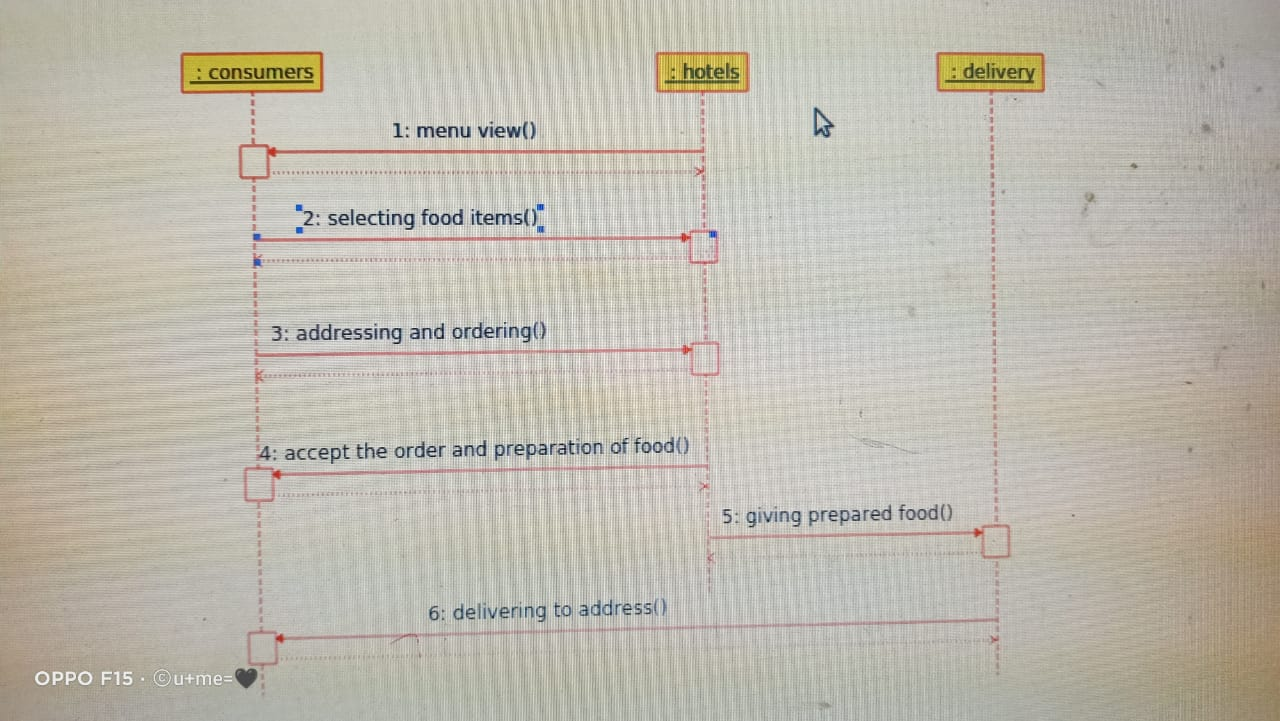 : consumers
: hotels
: delivery
1: menu view()
2: selecting food items()
3: addressing and ordering()
4: accept the order and preparation of food()
5: giving prepared food()
6: delivering to address()
OPPO F15 · ©u+me=🖤